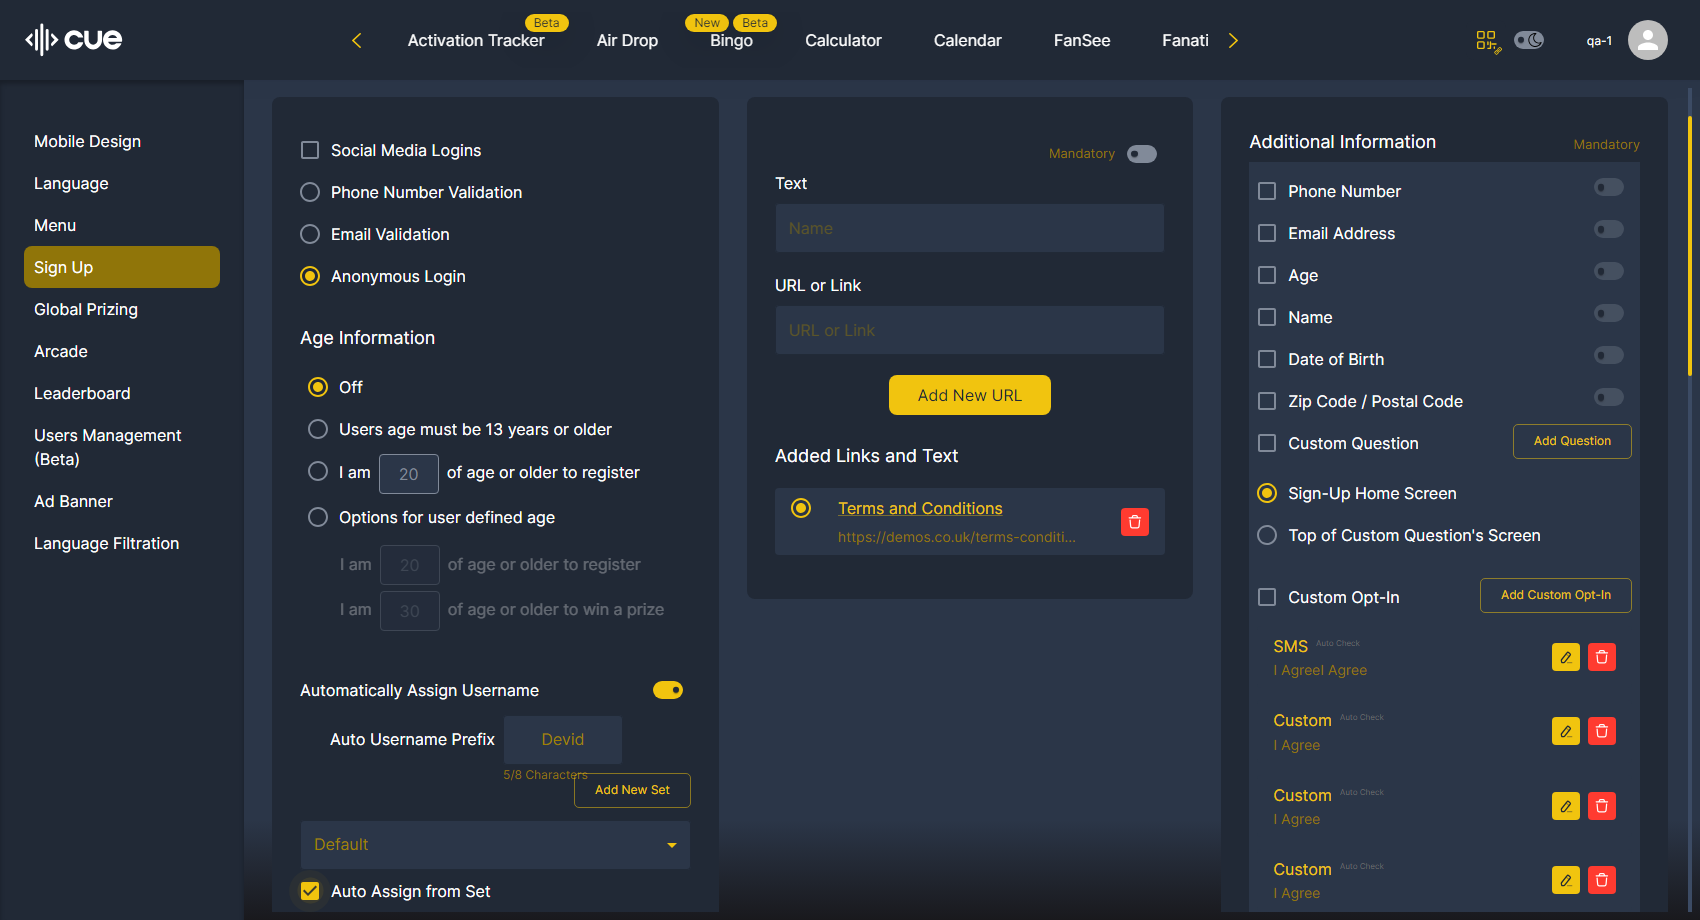 cue
Activation Tracker
Beta
Air Drop
New
Beta
Bingo
Calculator
Calendar
FanSee
Fanati
qa-1
Mobile Design
Language
Menu
Sign Up
Global Prizing
Arcade
Leaderboard
Users Management
(Beta)
Ad Banner
Language Filtration
Social Media Logins
Phone Number Validation
Email Validation
Anonymous Login
Age Information
Off
Users age must be 13 years or older
I am 20 of age or older to register
Options for user defined age
I am 20 of age or older to register
I am 30 of age or older to win a prize
Automatically Assign Username
Auto Username Prefix Devid
5/8 Characters
Add New Set
Default
Auto Assign from Set
Mandatory
Text
Name
URL or Link
URL or Link
Add New URL
Added Links and Text
Terms and Conditions
https://demos.co.uk/terms-conditi...
Additional Information
Mandatory
Phone Number
Email Address
Age
Name
Date of Birth
Zip Code / Postal Code
Custom Question
Add Question
Sign-Up Home Screen
Top of Custom Question's Screen
Custom Opt-In
Add Custom Opt-In
SMS Auto Check
I AgreeI Agree
Custom Auto Check
I Agree
Custom Auto Check
I Agree
Custom Auto Check
I Agree